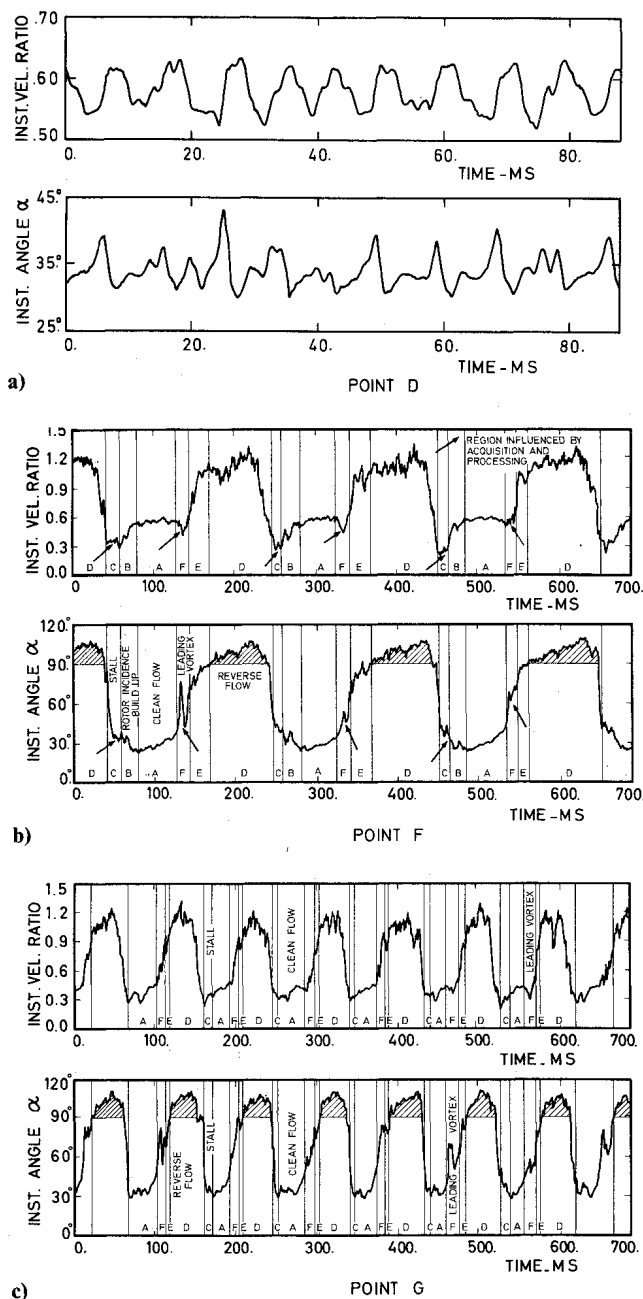 .70
.60
.50
INST. VEL. RATIO
0. 20. 40. 60. 80.
TIME-MS
45°
35°
25°
INST. ANGLE α
0. 20. 40. 60. 80.
TIME-MS
a)
POINT D
1.5
1.2
0.9
0.6
0.3
0.0
INST. VEL. RATIO
REGION INFLUENCED BY
ACQUISITION AND
PROCESSING
D C B A F E D C B A F E D C B A F E D
0. 100. 200. 300. 400. 500. 600. 700.
TIME-MS
120°
90°
60°
30°
0°
INST. ANGLE α
STALL
ROTOR INCIDENCE
BUILD UP
CLEAN FLOW
LEADING
VORTEX
REVERSE
FLOW
D C B A F E D C B A F E D C B A F E D
0. 100. 200. 300. 400. 500. 600. 700.
TIME-MS
b)
POINT F
1.5
1.2
0.9
0.6
0.3
0.0
INST. VEL. RATIO
STALL
CLEAN FLOW
LEADING VORTEX
A F E D C A F E D C A F E D C A F E D C A F D C A F E D
0. 100. 200. 300. 400. 500. 600. 700.
TIME_MS
120°
90°
60°
30°
0°
INST. ANGLE α
REVERSE
FLOW
STALL
CLEAN FLOW
LEADING VORTEX
A F E D C A F E D C A F E D C A F E D C A F D C A F E D
0. 100. 200. 300. 400. 500. 600. 700.
TIME_MS
c)
POINT G